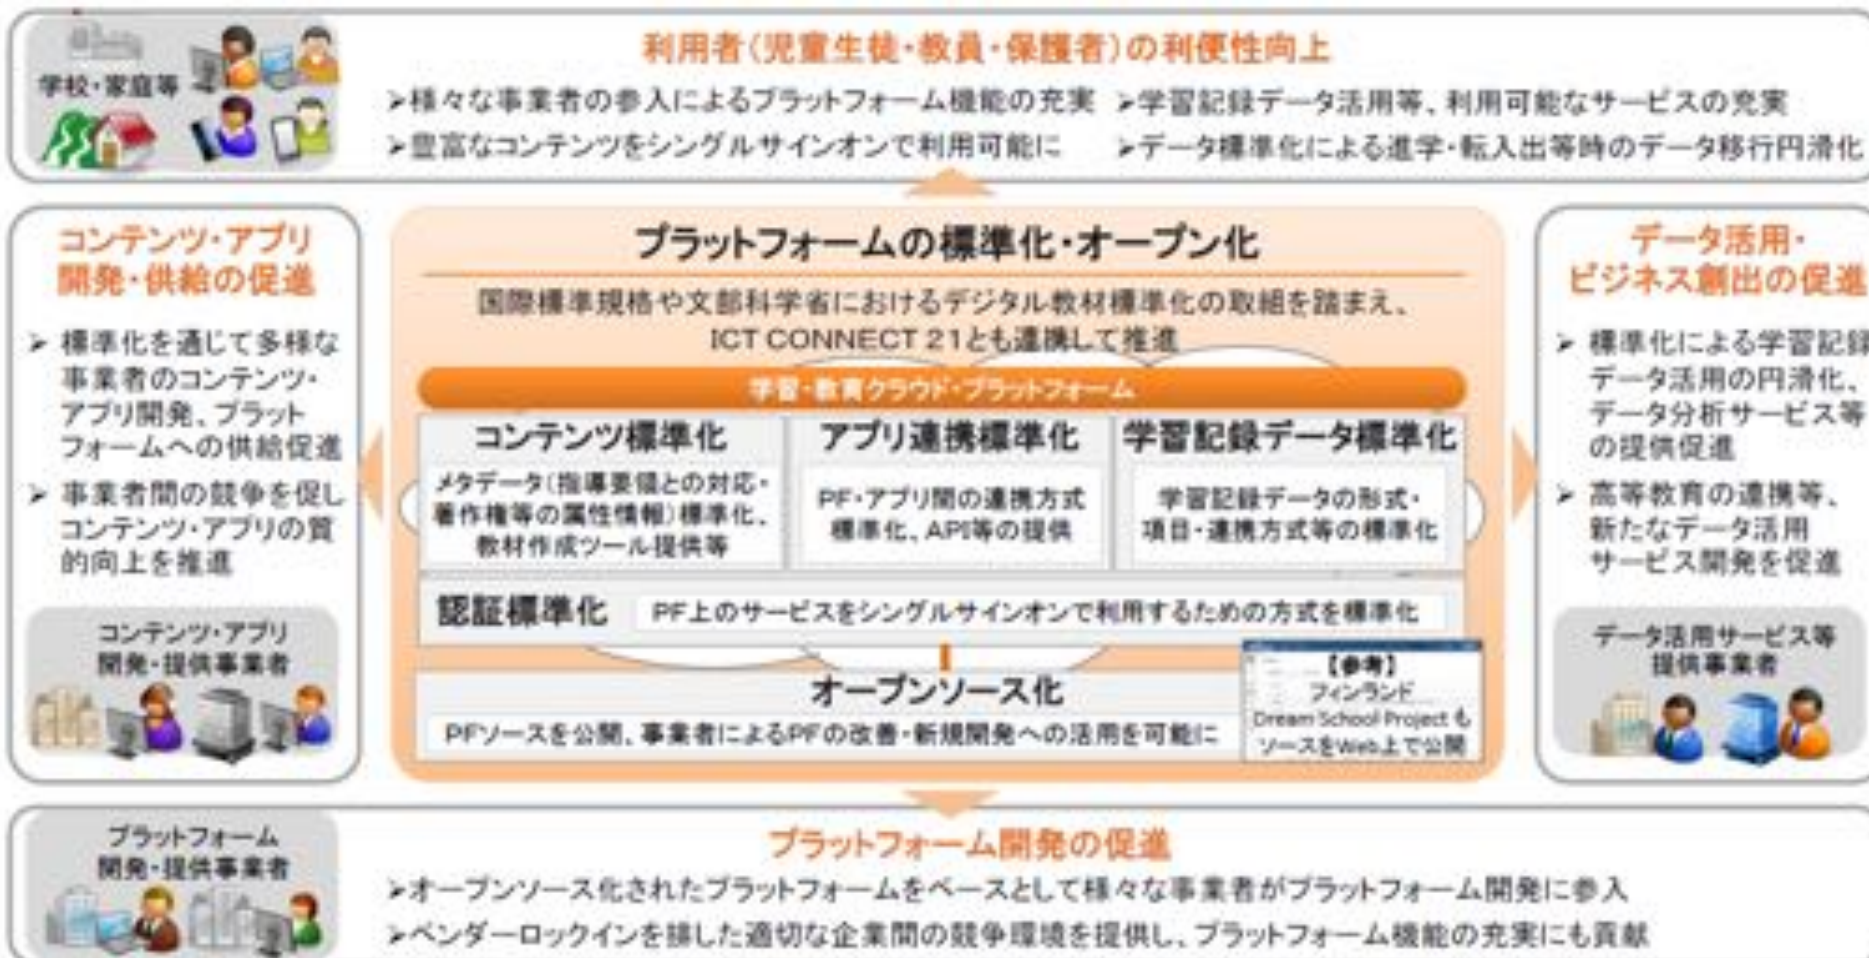 学校・家庭等
利用者(児童生徒・教員・保護者)の利便性向上
➢様々な事業者の参入によるプラットフォーム機能の充実 ➢学習記録データ活用等、利用可能なサービスの充実
➢豊富なコンテンツをシングルサインオンで利用可能に ➢データ標準化による進学・転入出等時のデータ移行円滑化
コンテンツ・アプリ
開発・供給の促進
➢ 標準化を通じて多様な
事業者のコンテンツ・
アプリ開発、プラット
フォームへの供給促進
➢ 事業者間の競争を促し
コンテンツ・アプリの質
的向上を推進
コンテンツ・アプリ
開発・提供事業者
プラットフォームの標準化・オープン化
国際標準規格や文部科学省におけるデジタル教材標準化の取組を踏まえ、
ICT CONNECT 21とも連携して推進
学習・教育クラウド・プラットフォーム
コンテンツ標準化
メタデータ(指導要領との対応・
著作権等の属性情報)標準化、
教材作成ツール提供等
アプリ連携標準化
PF・アプリ間の連携方式
標準化、API等の提供
学習記録データ標準化
学習記録データの形式・
項目・連携方式等の標準化
認証標準化 PF上のサービスをシングルサインオンで利用するための方式を標準化
オープンソース化
PFソースを公開、事業者によるPFの改善・新規開発への活用を可能に
【参考】
フィンランド
Dream School Project も
ソースをWeb上で公開
データ活用・
ビジネス創出の促進
➢ 標準化による学習記録
データ活用の円滑化、
データ分析サービス等
の提供促進
➢ 高等教育の連携等、
新たなデータ活用
サービス開発を促進
データ活用サービス等
提供事業者
プラットフォーム
開発・提供事業者
プラットフォーム開発の促進
➢オープンソース化されたプラットフォームをベースとして様々な事業者がプラットフォーム開発に参入
➢ベンダーロックインを排した適切な企業間の競争環境を提供し、プラットフォーム機能の充実にも貢献